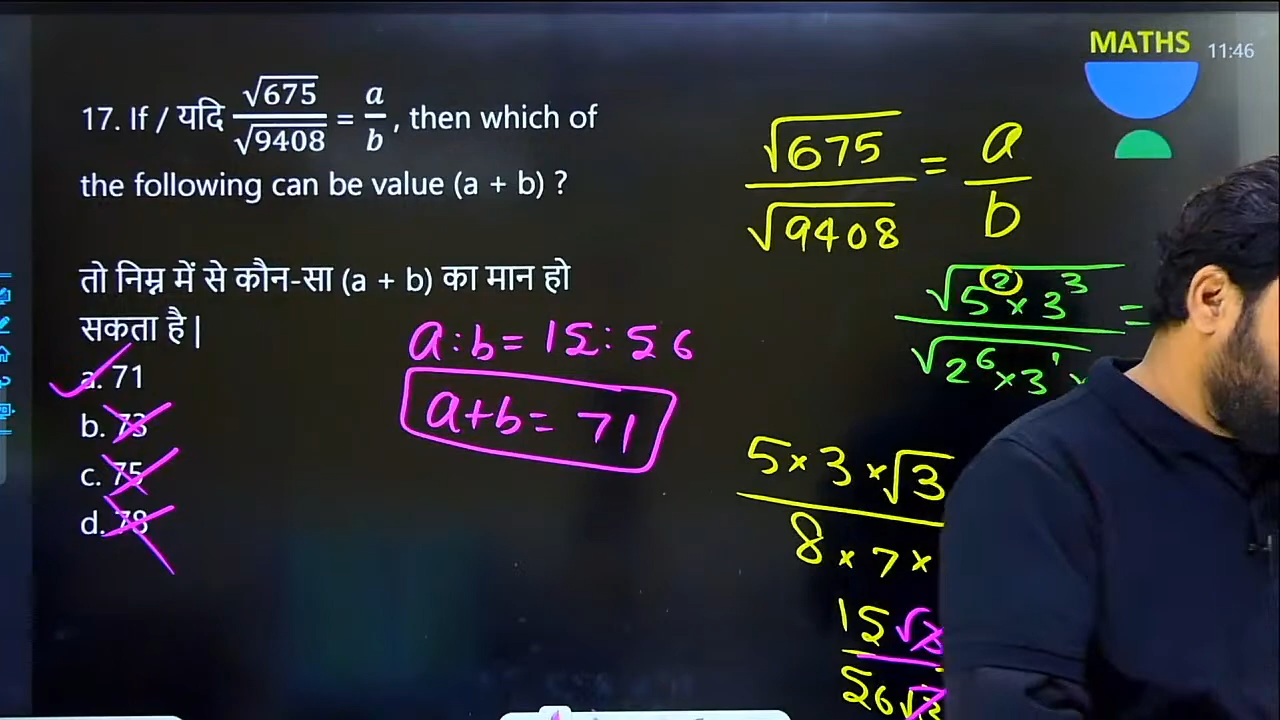 MATHS
11:46
17. If / यदि √675/√9408 = a/b, then which of
the following can be value (a + b) ?
तो निम्न में से कौन-सा (a + b) का मान हो
सकता है |
a. 71
b. 73
c. 75
d. 78
a:b= 15:56
a+b= 71
√675/√9408 = a/b
√5² × 3³ =
√2⁶×3¹×
5×3×√3
8×7×
15√
56√